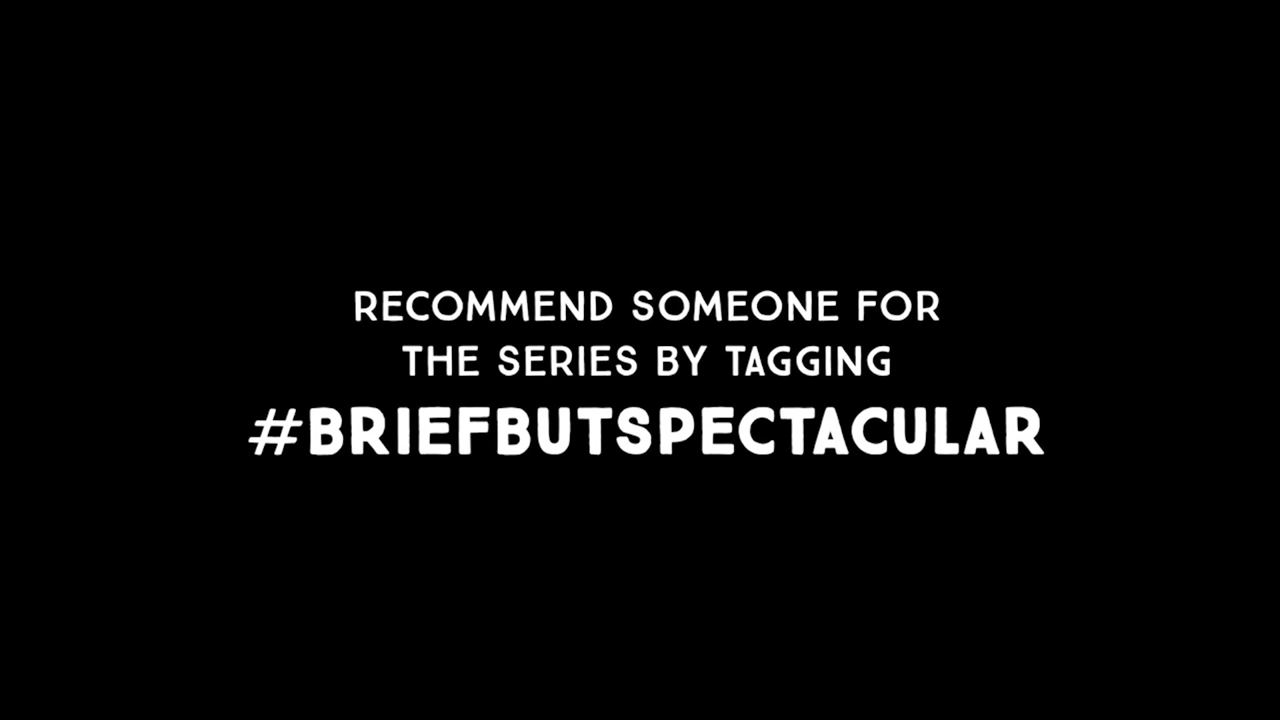 RECOMMEND SOMEONE FOR
THE SERIES BY TAGGING
#BRIEFBUTSPECTACULAR